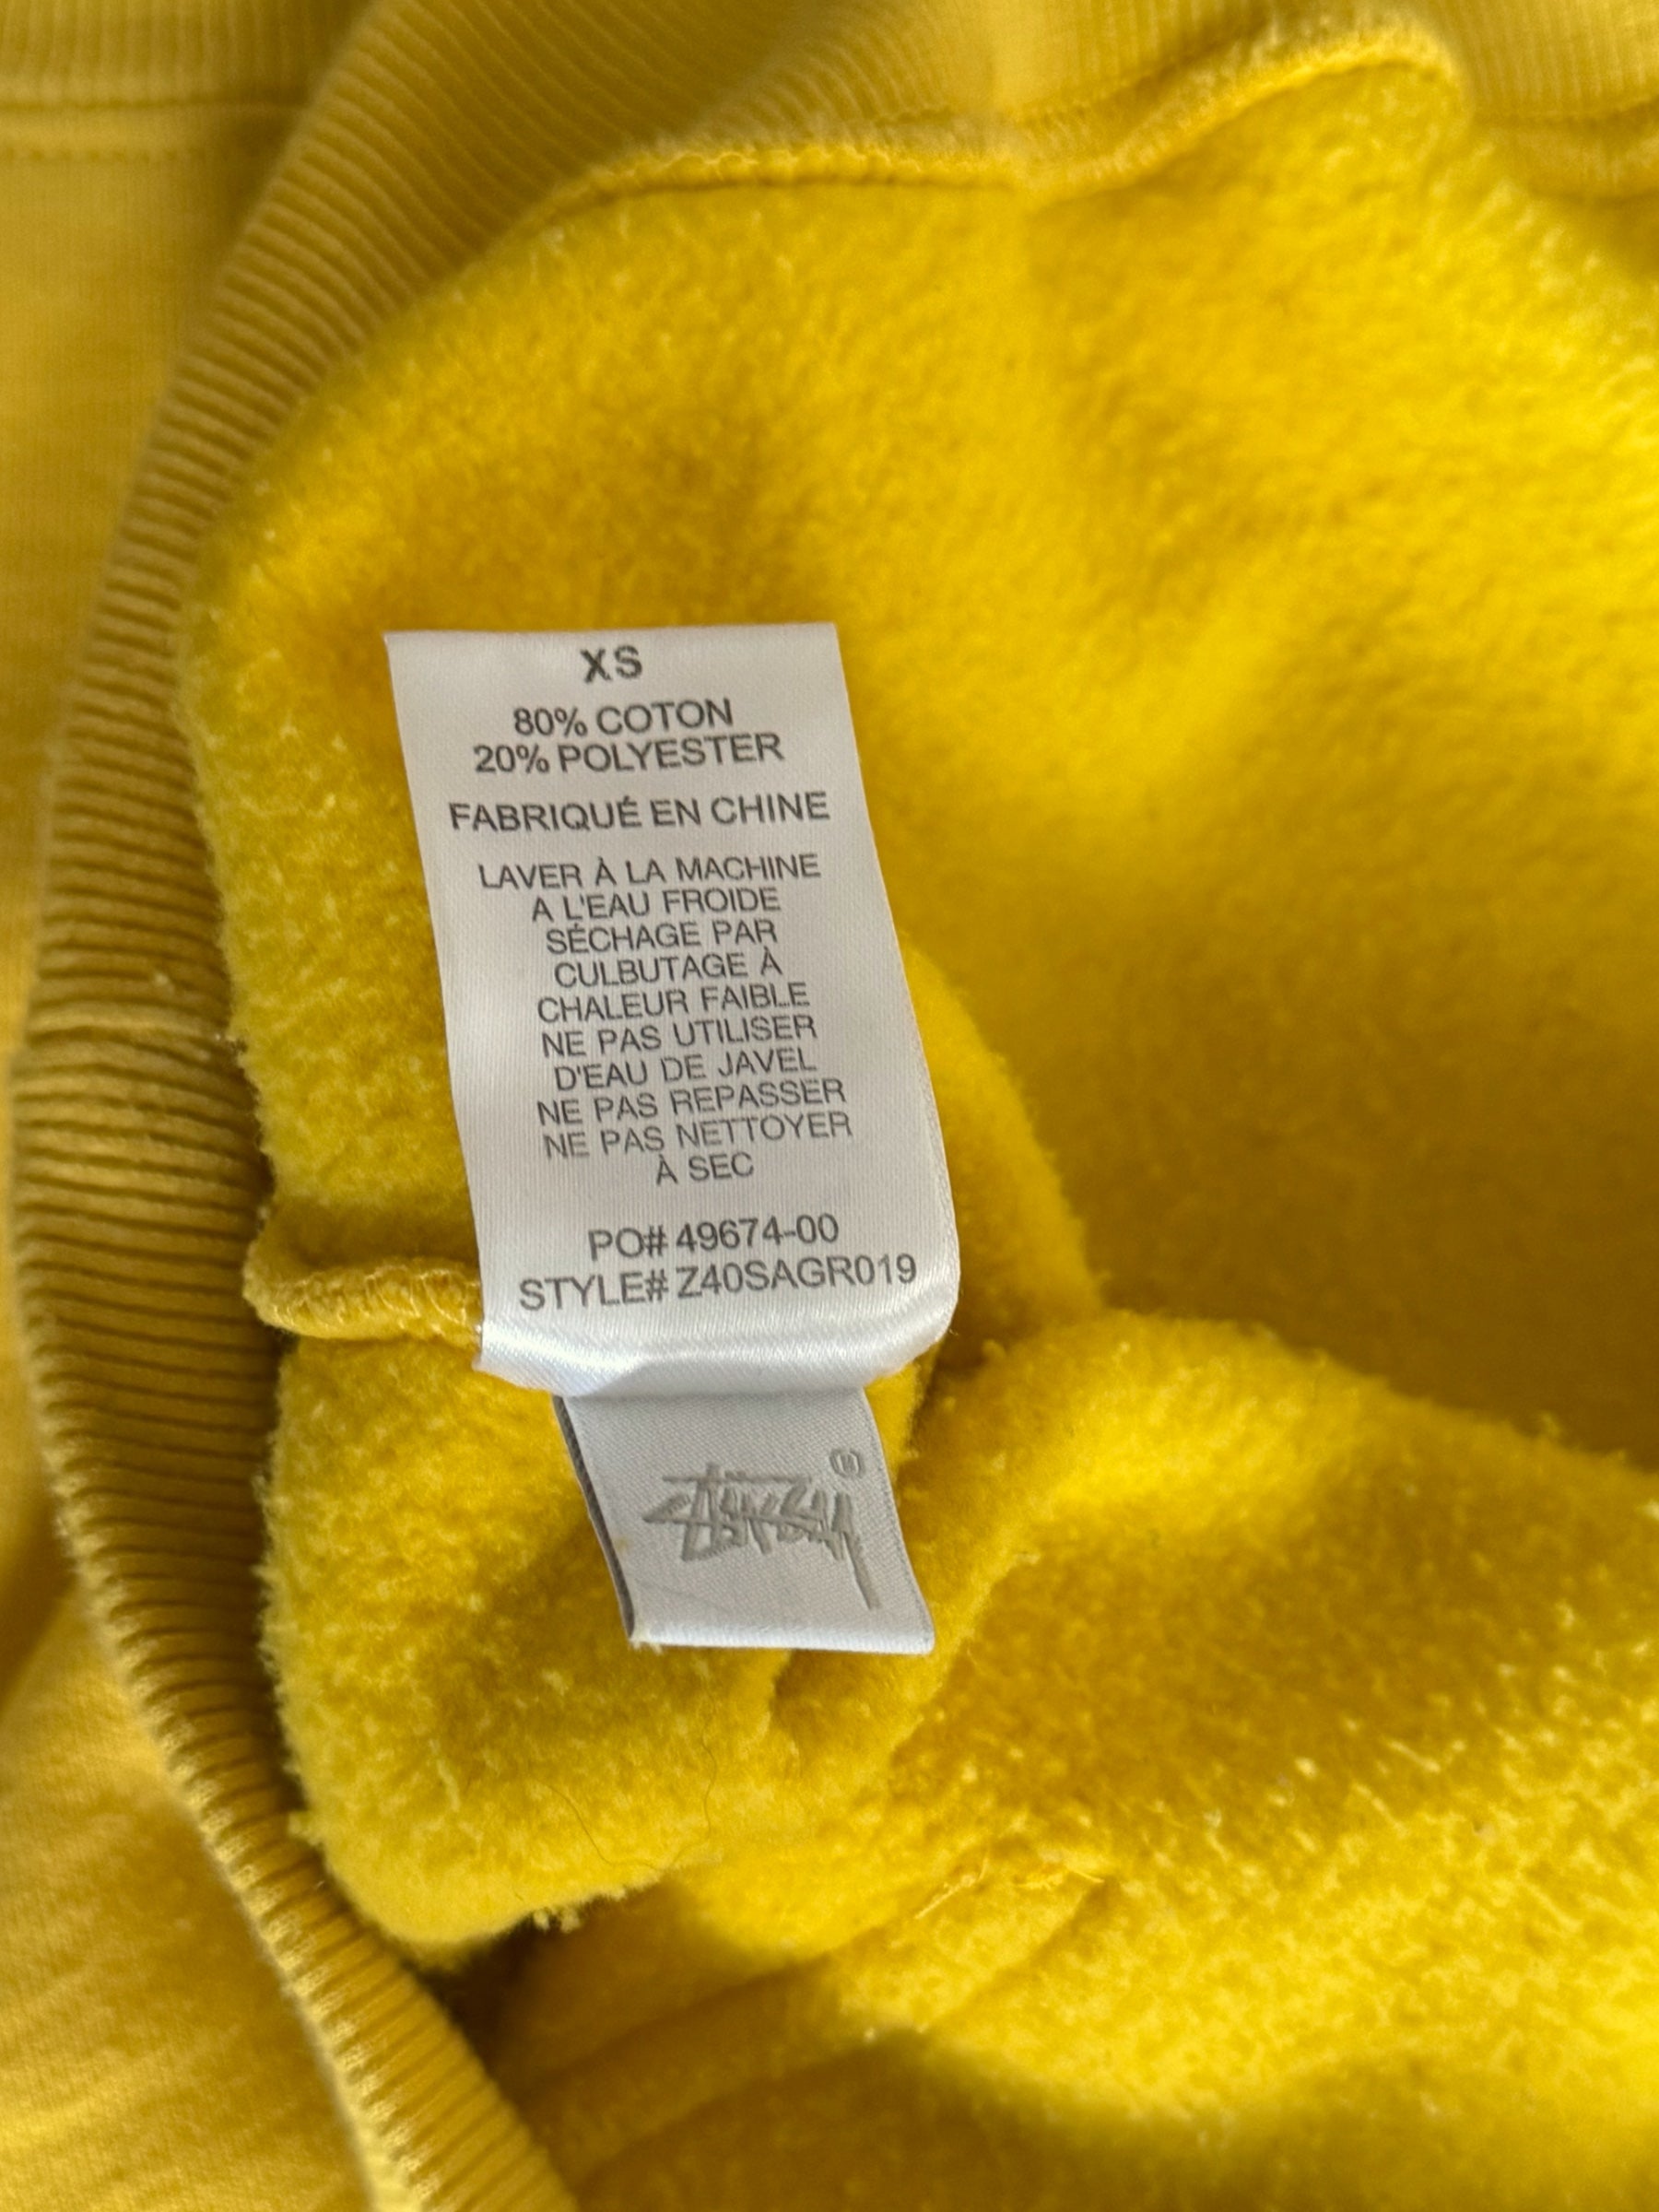 XS
80% COTON
20% POLYESTER
FABRIQUÉ EN CHINE
LAVER À LA MACHINE
A L'EAU FROIDE
SÉCHAGE PAR
CULBUTAGE À
CHALEUR FAIBLE
NE PAS UTILISER
D'EAU DE JAVEL
NE PAS REPASSER
NE PAS NETTOYER
À SEC
PO# 49674-00
STYLE# Z40SAGR019
STÜSSY ®